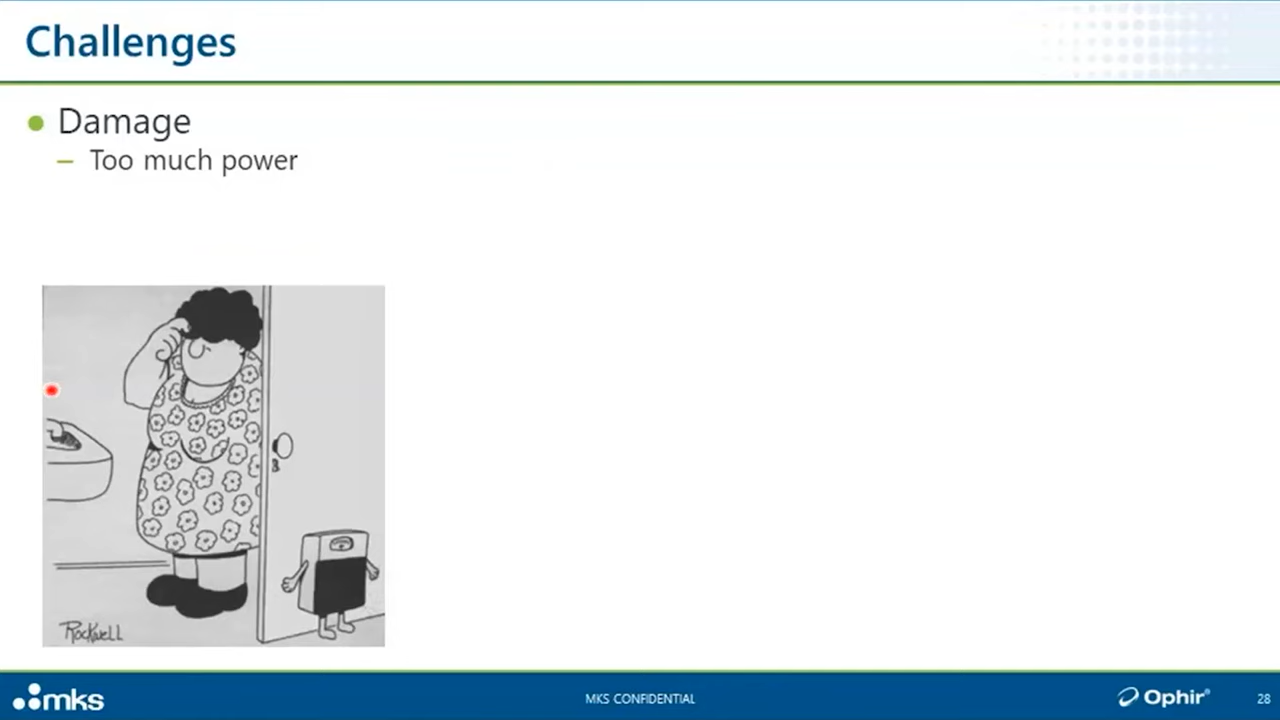 Challenges
Damage
– Too much power
RockwELL
mks
MKS CONFIDENTIAL
Ophir®
28